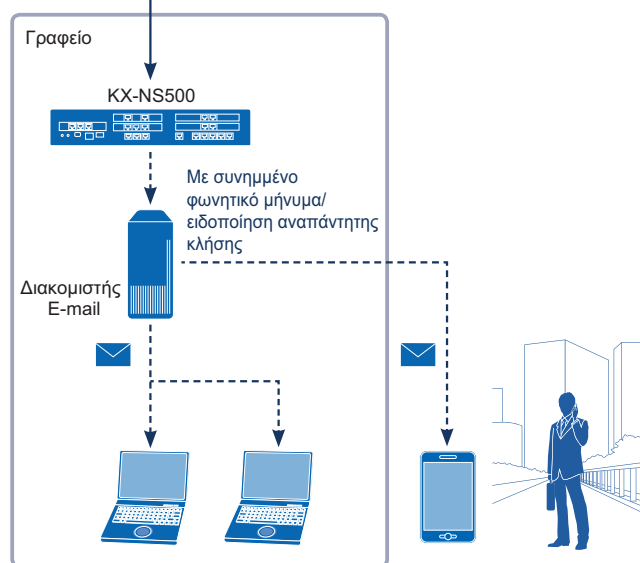 Γραφείο
KX-NS500
Με συνημμένο
φωνητικό μήνυμα/
ειδοποίηση αναπάντητης
κλήσης
Διακομιστής
E-mail